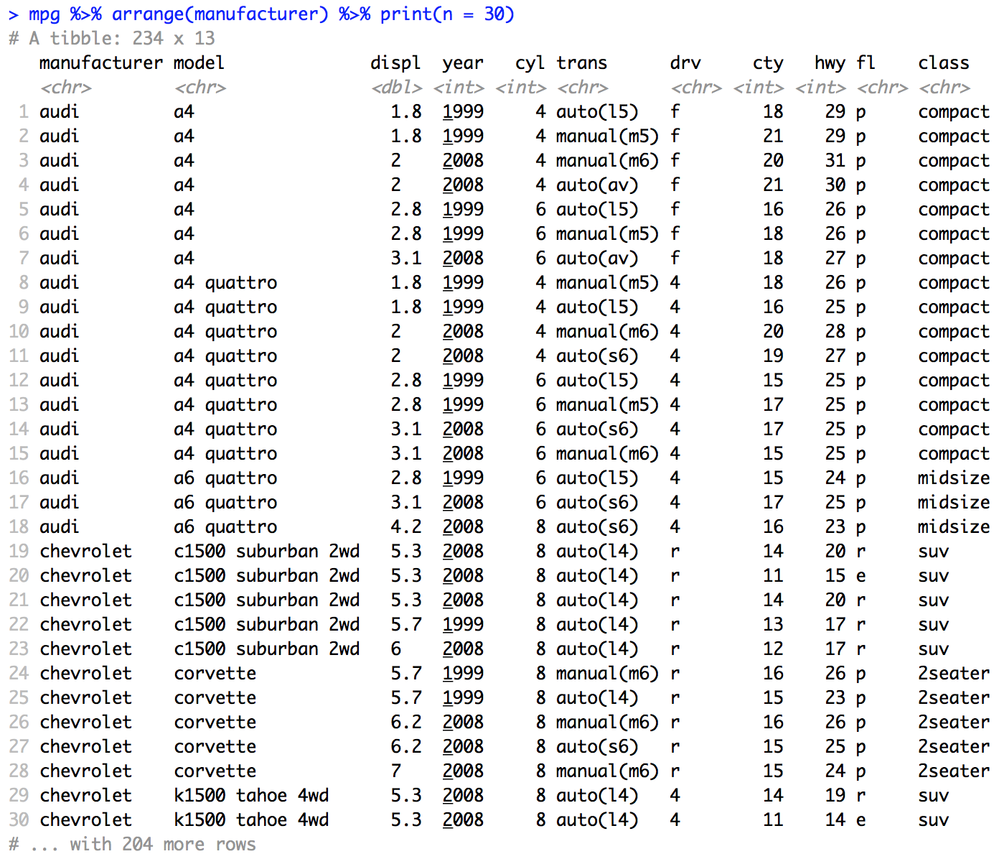 > mpg %>% arrange(manufacturer) %>% print(n = 30)
# A tibble: 234 x 13
   manufacturer model              displ  year   cyl trans      drv     cty   hwy fl    class
   <chr>        <chr>              <dbl> <int> <int> <chr>      <chr> <int> <int> <chr> <chr>
 1 audi         a4                   1.8  1999     4 auto(l5)   f        18    29 p     compact
 2 audi         a4                   1.8  1999     4 manual(m5) f        21    29 p     compact
 3 audi         a4                   2    2008     4 manual(m6) f        20    31 p     compact
 4 audi         a4                   2    2008     4 auto(av)   f        21    30 p     compact
 5 audi         a4                   2.8  1999     6 auto(l5)   f        16    26 p     compact
 6 audi         a4                   2.8  1999     6 manual(m5) f        18    26 p     compact
 7 audi         a4                   3.1  2008     6 auto(av)   f        18    27 p     compact
 8 audi         a4 quattro           1.8  1999     4 manual(m5) 4        18    26 p     compact
 9 audi         a4 quattro           1.8  1999     4 auto(l5)   4        16    25 p     compact
10 audi         a4 quattro           2    2008     4 manual(m6) 4        20    28 p     compact
11 audi         a4 quattro           2    2008     4 auto(s6)   4        19    27 p     compact
12 audi         a4 quattro           2.8  1999     6 auto(l5)   4        15    25 p     compact
13 audi         a4 quattro           2.8  1999     6 manual(m5) 4        17    25 p     compact
14 audi         a4 quattro           3.1  2008     6 auto(s6)   4        17    25 p     compact
15 audi         a4 quattro           3.1  2008     6 manual(m6) 4        15    25 p     compact
16 audi         a6 quattro           2.8  1999     6 auto(l5)   4        15    24 p     midsize
17 audi         a6 quattro           3.1  2008     6 auto(s6)   4        17    25 p     midsize
18 audi         a6 quattro           4.2  2008     8 auto(s6)   4        16    23 p     midsize
19 chevrolet    c1500 suburban 2wd   5.3  2008     8 auto(l4)   r        14    20 r     suv
20 chevrolet    c1500 suburban 2wd   5.3  2008     8 auto(l4)   r        11    15 e     suv
21 chevrolet    c1500 suburban 2wd   5.3  2008     8 auto(l4)   r        14    20 r     suv
22 chevrolet    c1500 suburban 2wd   5.7  1999     8 auto(l4)   r        13    17 r     suv
23 chevrolet    c1500 suburban 2wd   6    2008     8 auto(l4)   r        12    17 r     suv
24 chevrolet    corvette             5.7  1999     8 manual(m6) r        16    26 p     2seater
25 chevrolet    corvette             5.7  1999     8 auto(l4)   r        15    23 p     2seater
26 chevrolet    corvette             6.2  2008     8 manual(m6) r        16    26 p     2seater
27 chevrolet    corvette             6.2  2008     8 auto(s6)   r        15    25 p     2seater
28 chevrolet    corvette             7    2008     8 manual(m6) r        15    24 p     2seater
29 chevrolet    k1500 tahoe 4wd      5.3  2008     8 auto(l4)   4        14    19 r     suv
30 chevrolet    k1500 tahoe 4wd      5.3  2008     8 auto(l4)   4        11    14 e     suv
# ... with 204 more rows